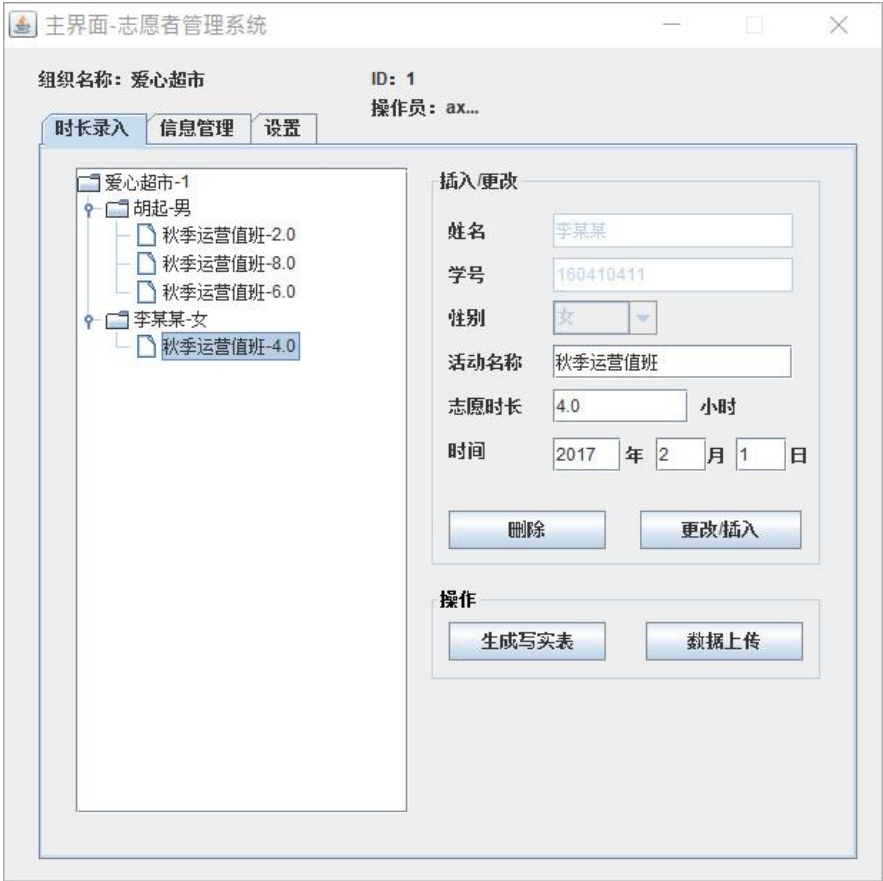 主界面-志愿者管理系统
组织名称：爱心超市
ID：1
操作员：ax...
时长录入 信息管理 设置
爱心超市-1
胡起-男
秋季运营值班-2.0
秋季运营值班-8.0
秋季运营值班-6.0
李某某-女
秋季运营值班-4.0
插入/更改
姓名 李某某
学号 160410411
性别 女
活动名称 秋季运营值班
志愿时长 4.0 小时
时间 2017 年 2 月 1 日
删除 更改/插入
操作
生成写实表 数据上传